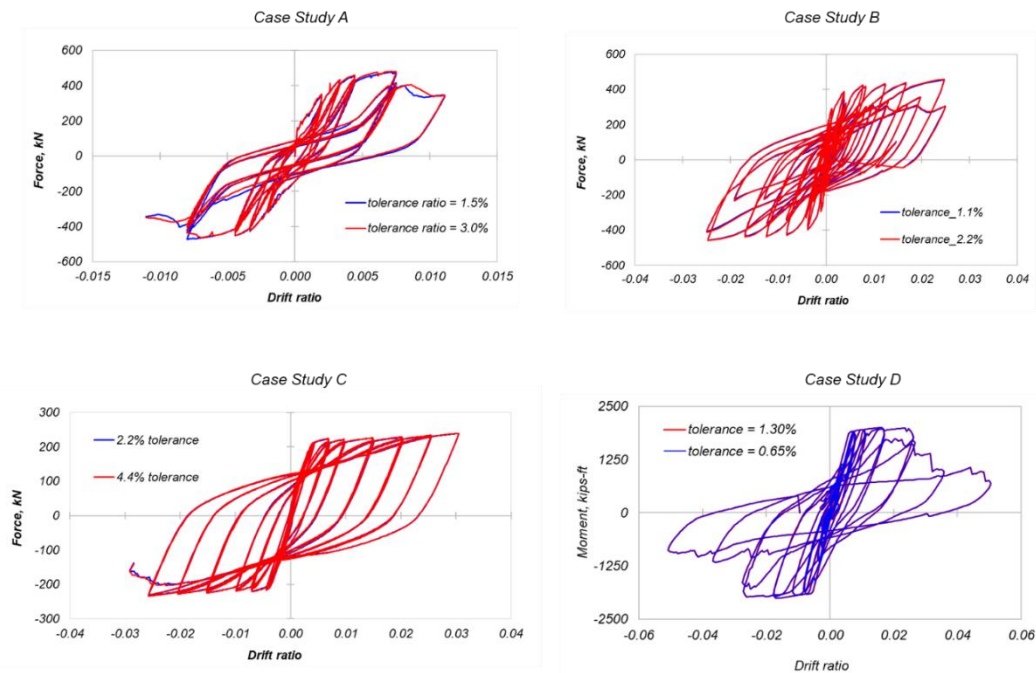 Case Study A
600
400
200
0
-200
-400
-600
-0.015
-0.010
-0.005
0.000
0.005
0.010
0.015
Force, kN
Drift ratio
tolerance ratio = 1.5%
tolerance ratio = 3.0%
Case Study B
600
400
200
0
-200
-400
-600
-0.04
-0.03
-0.02
-0.01
0.00
0.01
0.02
0.03
0.04
Force, kN
Drift ratio
tolerance_1.1%
tolerance_2.2%
Case Study C
300
200
100
0
-100
-200
-300
-0.04
-0.03
-0.02
-0.01
0.00
0.01
0.02
0.03
0.04
Force, kN
Drift ratio
2.2% tolerance
4.4% tolerance
Case Study D
2500
1250
0
-1250
-2500
-0.06
-0.04
-0.02
0.00
0.02
0.04
0.06
Moment, kips-ft
Drift ratio
tolerance = 1.30%
tolerance = 0.65%